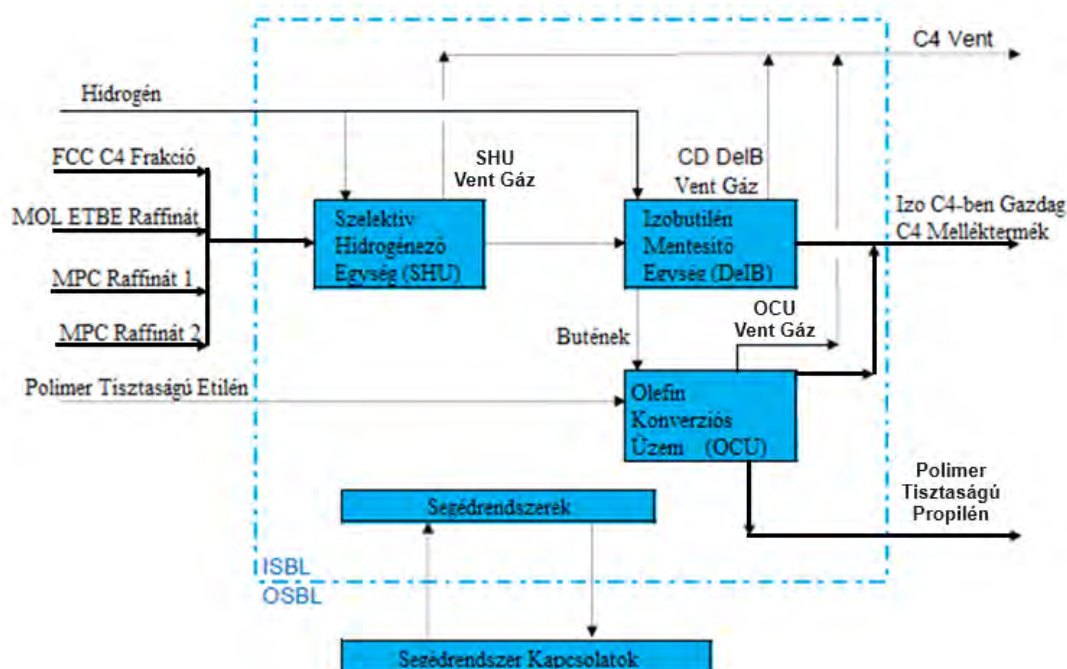 C4 Vent
Hidrogén
FCC C4 Frakció
MOL ETBE Raffinát
MPC Raffinát 1
MPC Raffinát 2
SHU
Vent Gáz
CD DeIB
Vent Gáz
Szelektiv
Hidrogénező
Egység (SHU)
Izobutilén
Mentesítő
Egység (DeIB)
Izo C4-ben Gazdag
C4 Melléktermék
Butének
OCU
Vent Gáz
Polimer Tisztaságú Etilén
Olefin
Konverziós
Üzem (OCU)
Polimer
Tisztaságú
Propilén
Segédrendszerek
ISBL
OSBL
Segédrendszer Kapcsolatok